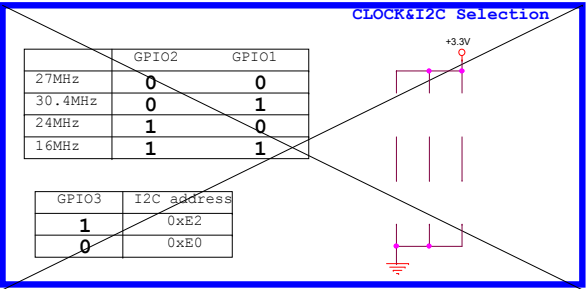 CLOCK&I2C Selection
+3.3V
GPIO2 GPIO1
27MHz 0 0
30.4MHz 0 1
24MHz 1 0
16MHz 1 1
GPIO3 I2C address
1 0xE2
0 0xE0